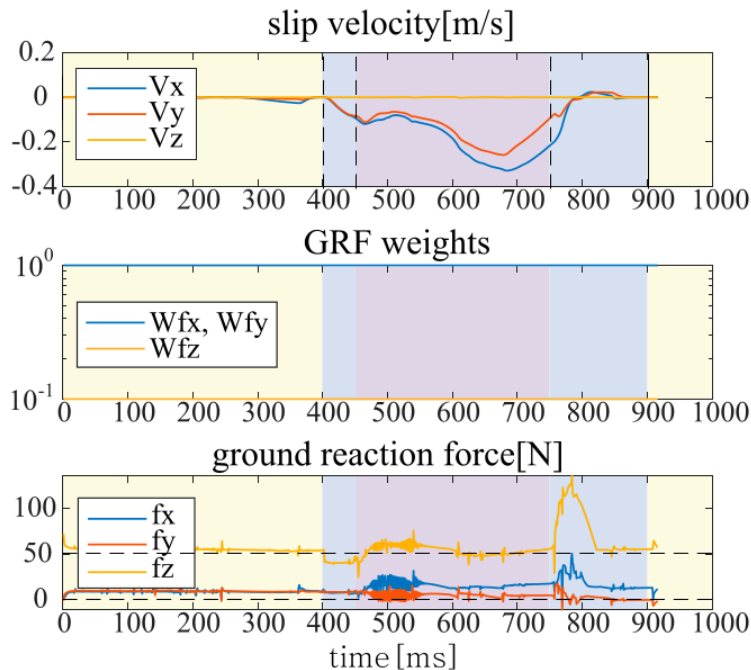 slip velocity[m/s]
0.2
0
-0.2
-0.4
Vx
Vy
Vz
0 100 200 300 400 500 600 700 800 900 1000
GRF weights
10^0
10^-1
Wfx, Wfy
Wfz
0 100 200 300 400 500 600 700 800 900 1000
ground reaction force[N]
100
50
0
fx
fy
fz
0 100 200 300 400 500 600 700 800 900 1000
time[ms]